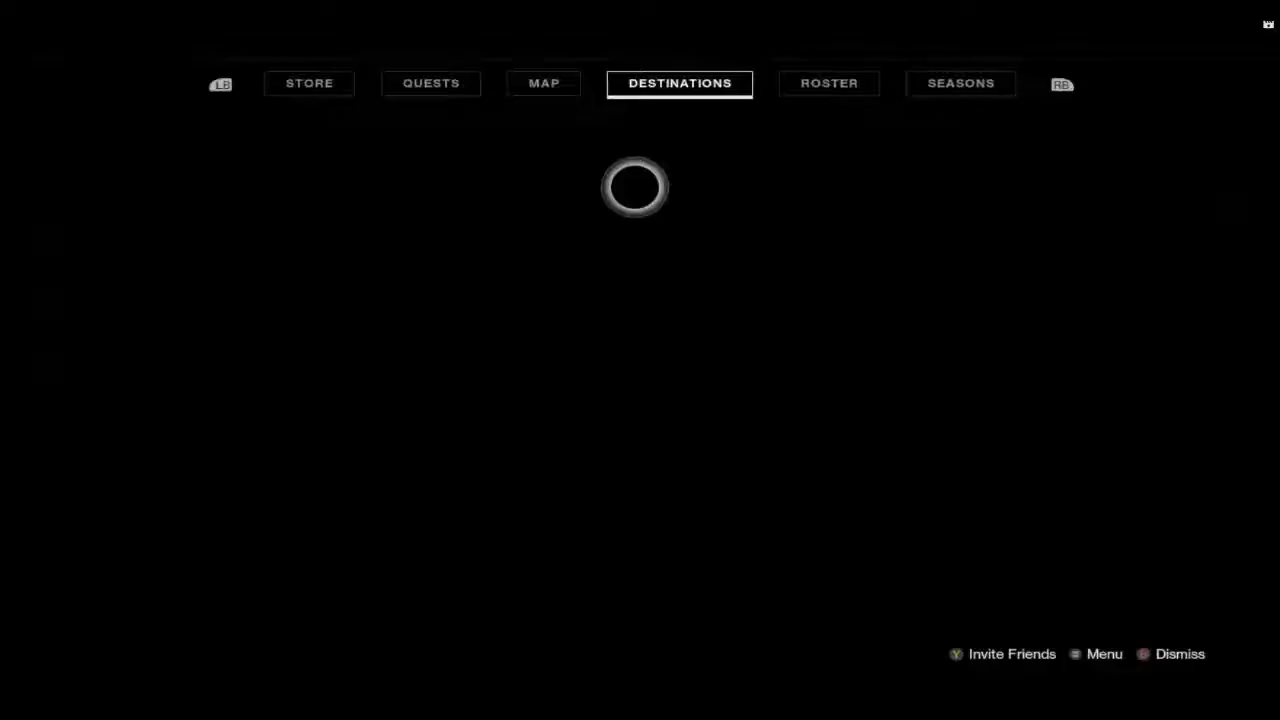 LB STORE QUESTS MAP DESTINATIONS ROSTER SEASONS RB
Y Invite Friends Menu B Dismiss